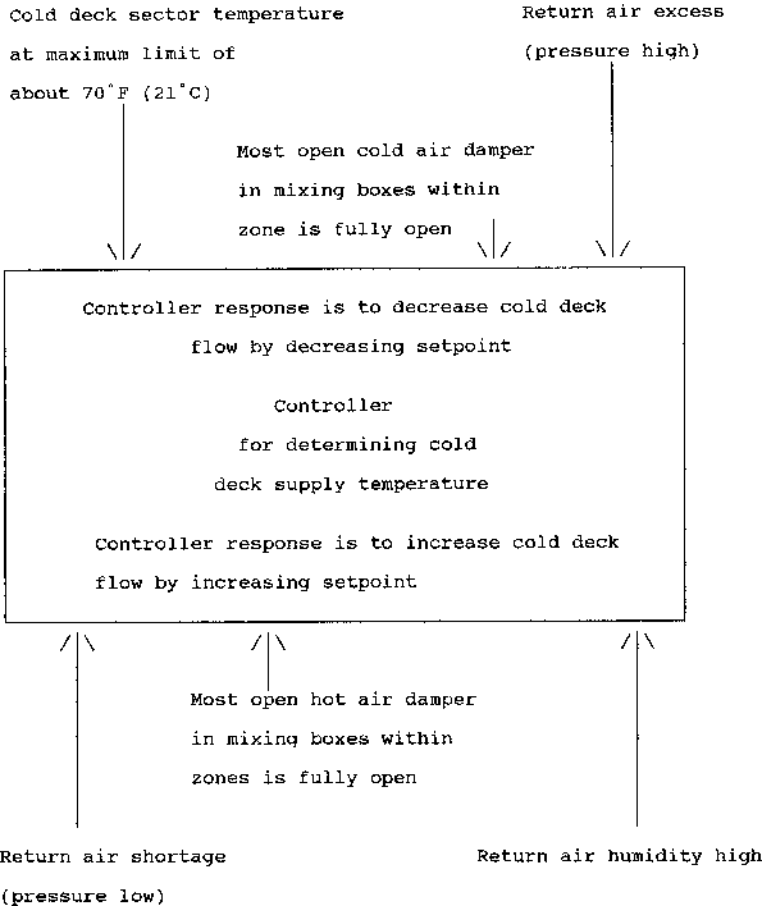 Cold deck sector temperature
at maximum limit of
about 70°F (21°C)
Return air excess
(pressure high)
Most open cold air damper
in mixing boxes within
zone is fully open
Controller response is to decrease cold deck
flow by decreasing setpoint
Controller
for determining cold
deck supply temperature
Controller response is to increase cold deck
flow by increasing setpoint
Most open hot air damper
in mixing boxes within
zones is fully open
Return air shortage
(pressure low)
Return air humidity high